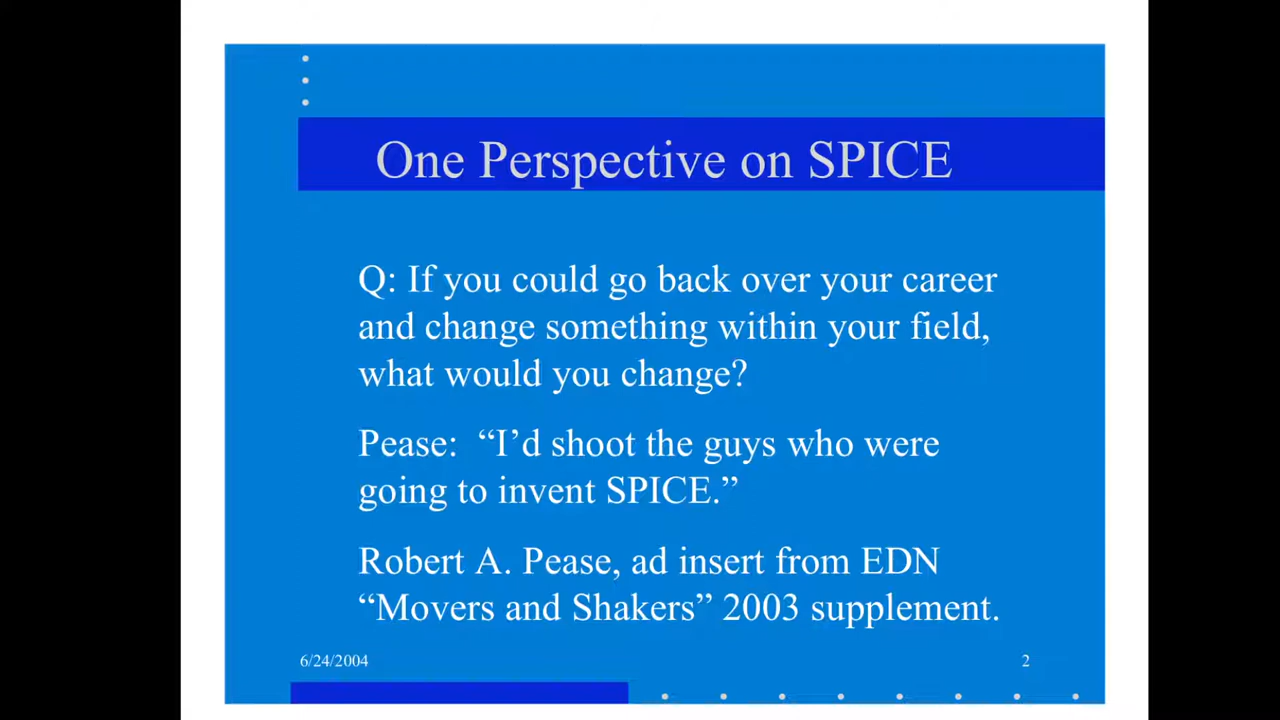 One Perspective on SPICE
Q: If you could go back over your career
and change something within your field,
what would you change?
Pease:  “I’d shoot the guys who were
going to invent SPICE.”
Robert A. Pease, ad insert from EDN
“Movers and Shakers” 2003 supplement.
6/24/2004
2